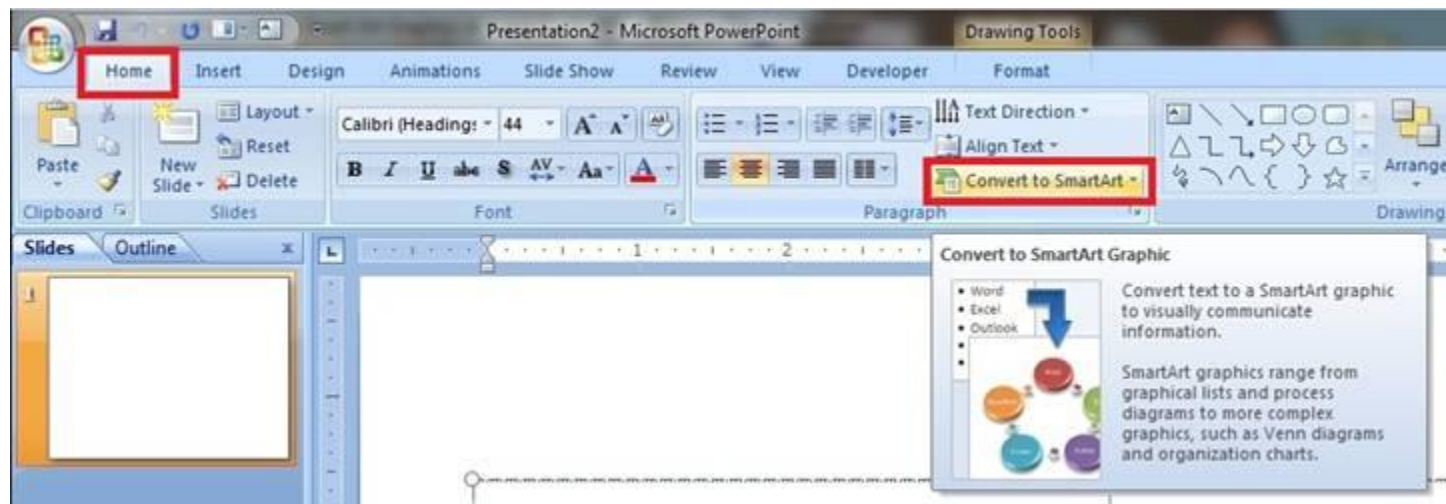 Presentation2 - Microsoft PowerPoint
Drawing Tools
Home Insert Design Animations Slide Show Review View Developer Format
Paste
Clipboard
New
Slide
Layout
Reset
Delete
Slides
Calibri (Headings 44 A A
B I U abc S AV Aa A
Font
Text Direction
Align Text
Convert to SmartArt
Paragraph
Arrange
Drawing
Slides Outline x
L
1 2
1
Convert to SmartArt Graphic
• Word
• Excel
• Outlook
Convert text to a SmartArt graphic
to visually communicate
information.
SmartArt graphics range from
graphical lists and process
diagrams to more complex
graphics, such as Venn diagrams
and organization charts.